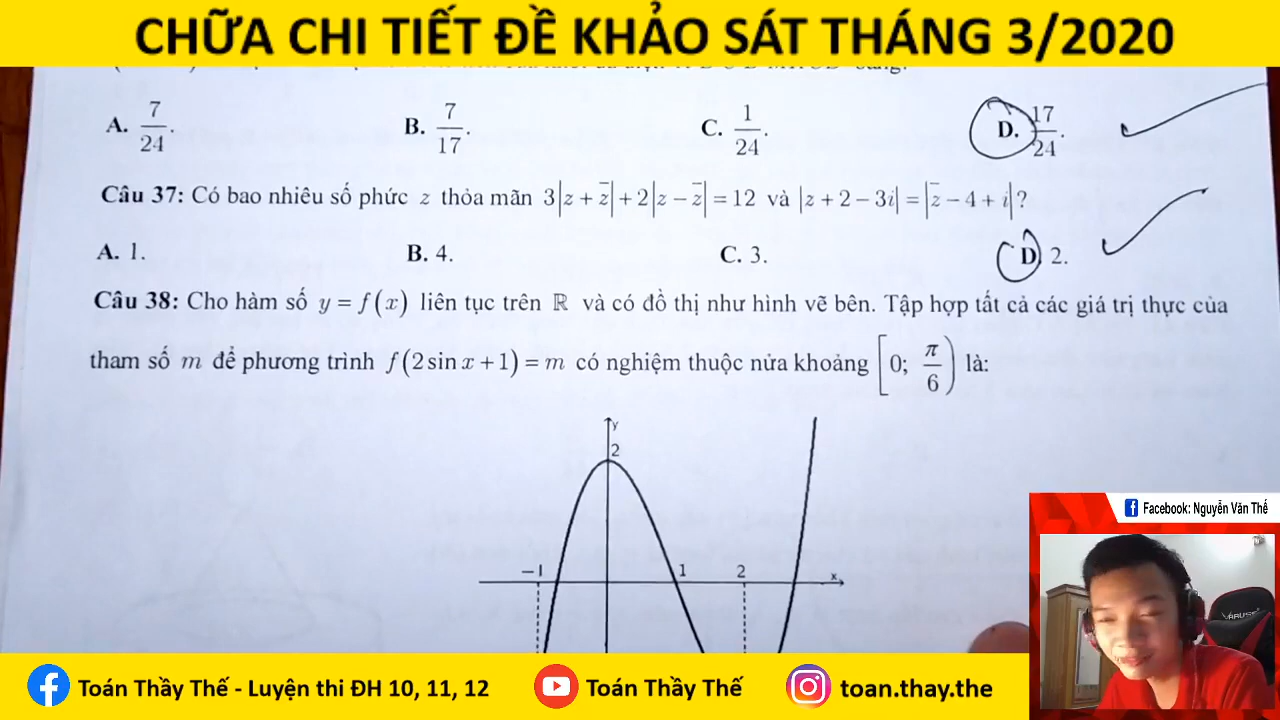 CHỮA CHI TIẾT ĐỀ KHẢO SÁT THÁNG 3/2020
A. 7/24. B. 7/17. C. 1/24. D. 17/24.
Câu 37: Có bao nhiêu số phức z thỏa mãn 3|z + z̅| + 2|z − z̅| = 12 và |z + 2 − 3i| = |z̅ − 4 + i|?
A. 1. B. 4. C. 3. D. 2.
Câu 38: Cho hàm số y = f(x) liên tục trên ℝ và có đồ thị như hình vẽ bên. Tập hợp tất cả các giá trị thực của
tham số m để phương trình f(2sin x + 1) = m có nghiệm thuộc nửa khoảng [0; π/6) là:
y
2
−1 1 2 x
Facebook: Nguyễn Văn Thế
Toán Thầy Thế - Luyện thi ĐH 10, 11, 12 Toán Thầy Thế toan.thay.the